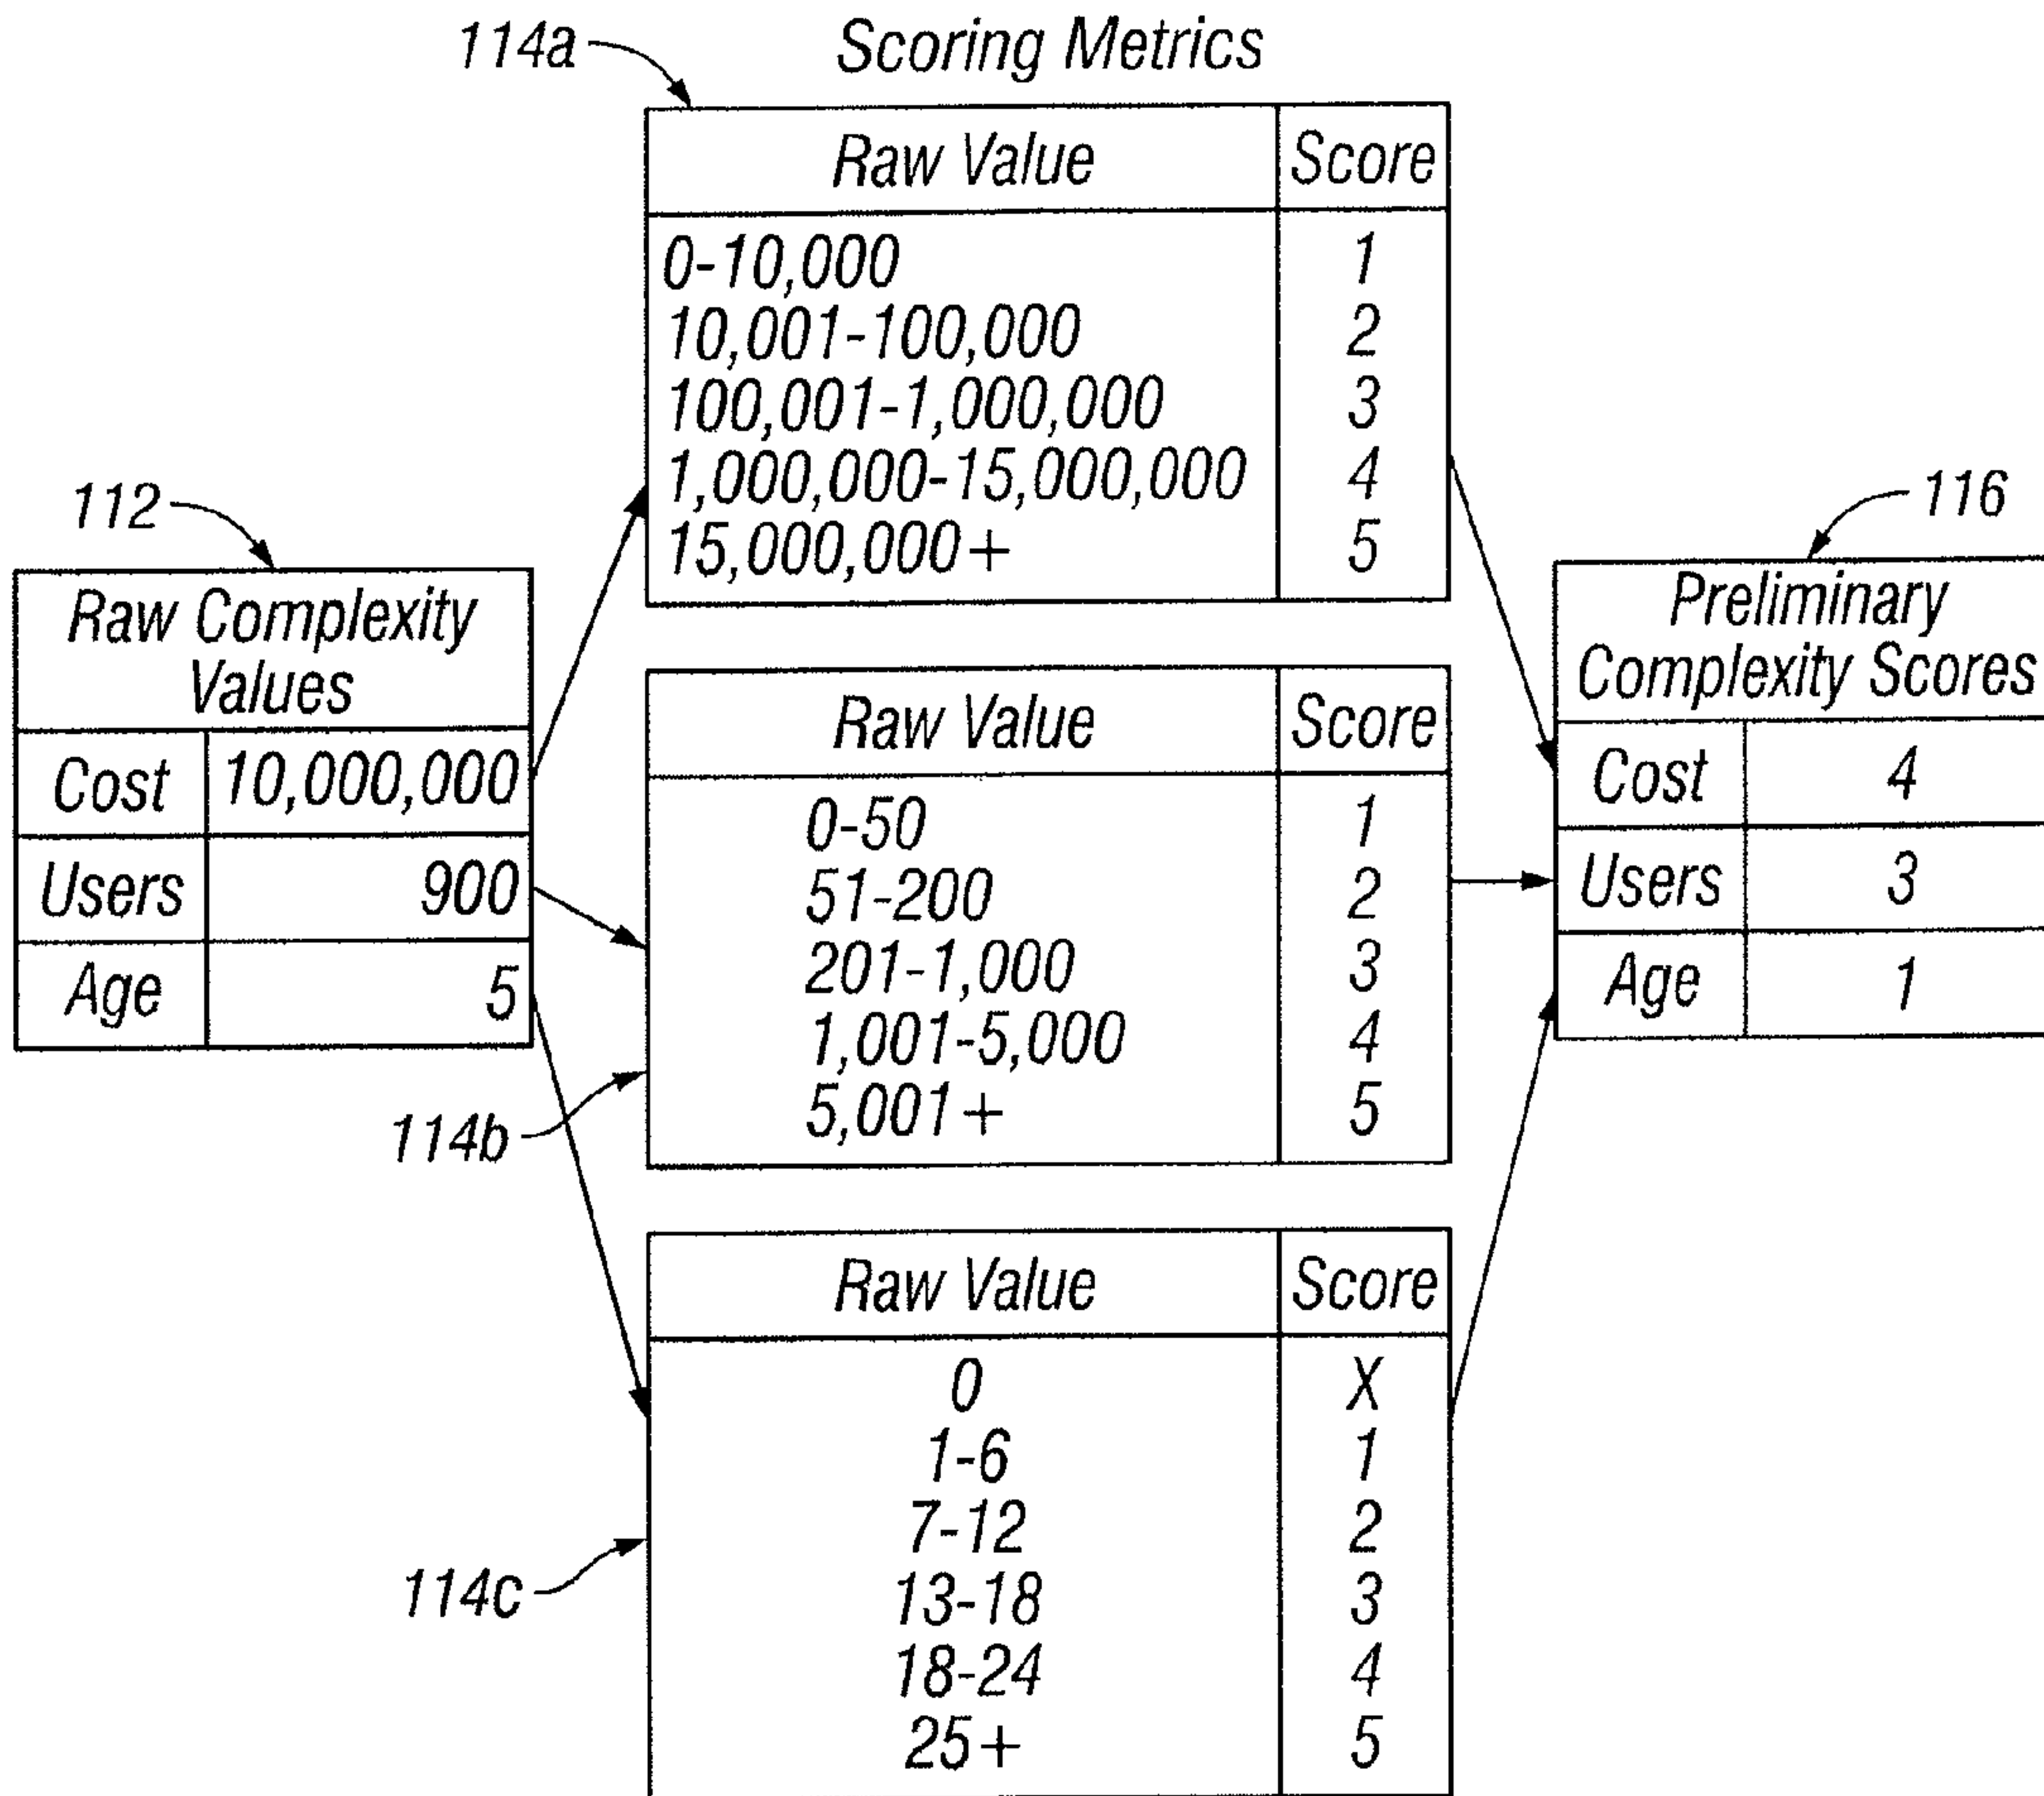 Scoring Metrics
114a
Raw Value Score
0-10,000 1
10,001-100,000 2
100,001-1,000,000 3
1,000,000-15,000,000 4
15,000,000+ 5
112
Raw Complexity
Values
Cost 10,000,000
Users 900
Age 5
114b
Raw Value Score
0-50 1
51-200 2
201-1,000 3
1,001-5,000 4
5,001+ 5
114c
Raw Value Score
0 X
1-6 1
7-12 2
13-18 3
18-24 4
25+ 5
116
Preliminary
Complexity Scores
Cost 4
Users 3
Age 1